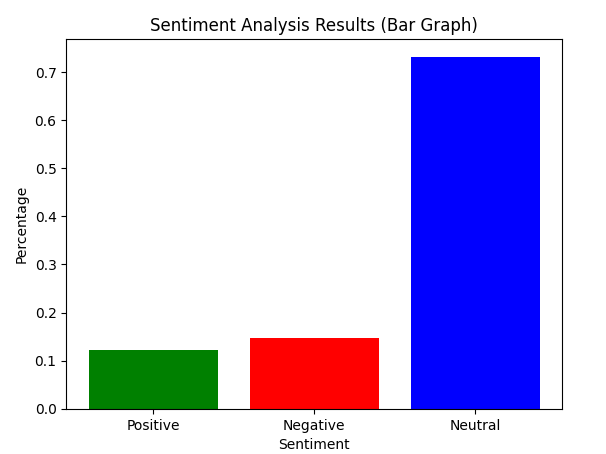 Sentiment Analysis Results (Bar Graph)
Percentage
0.7
0.6
0.5
0.4
0.3
0.2
0.1
0.0
Positive Negative Neutral
Sentiment